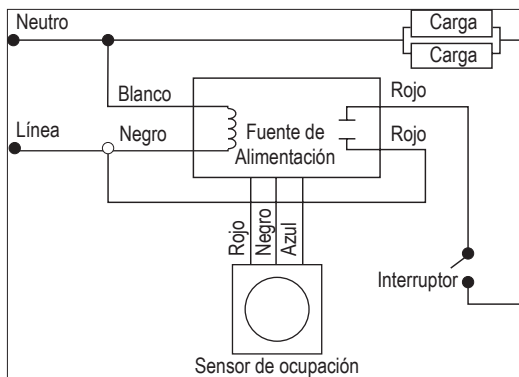 Neutro
Carga
Carga
Blanco
Rojo
Línea
Negro
Fuente de
Alimentación
Rojo
Rojo
Negro
Azul
Interruptor
Sensor de ocupación